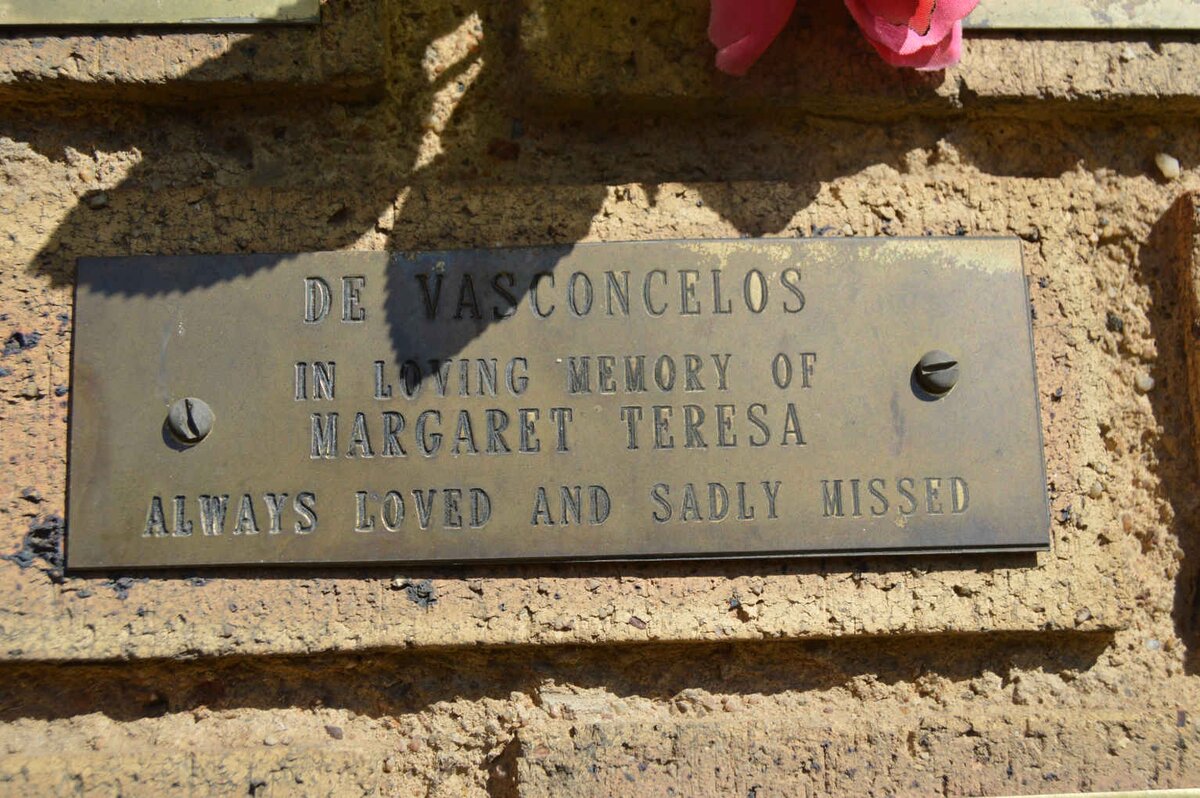 DE VASCONCELOS
IN LOVING MEMORY OF
MARGARET TERESA
ALWAYS LOVED AND SADLY MISSED